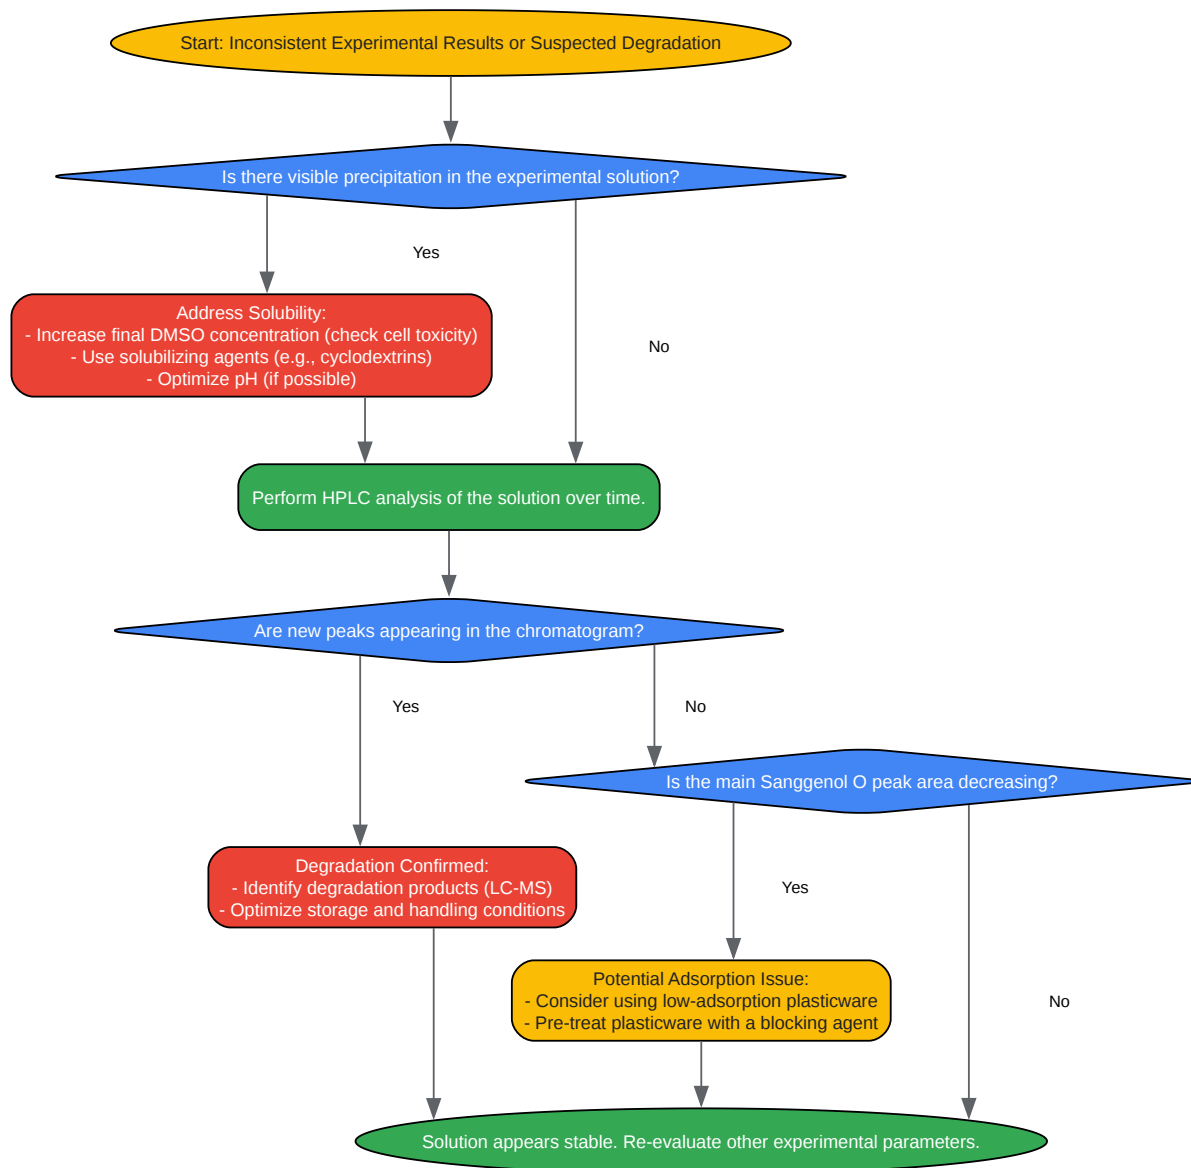 Start: Inconsistent Experimental Results or Suspected Degradation
Is there visible precipitation in the experimental solution?
Yes
Address Solubility:
- Increase final DMSO concentration (check cell toxicity)
- Use solubilizing agents (e.g., cyclodextrins)
- Optimize pH (if possible)
No
Perform HPLC analysis of the solution over time.
Are new peaks appearing in the chromatogram?
Yes
No
Is the main Sanggenol O peak area decreasing?
Degradation Confirmed:
- Identify degradation products (LC-MS)
- Optimize storage and handling conditions
Yes
Potential Adsorption Issue:
- Consider using low-adsorption plasticware
- Pre-treat plasticware with a blocking agent
No
Solution appears stable. Re-evaluate other experimental parameters.